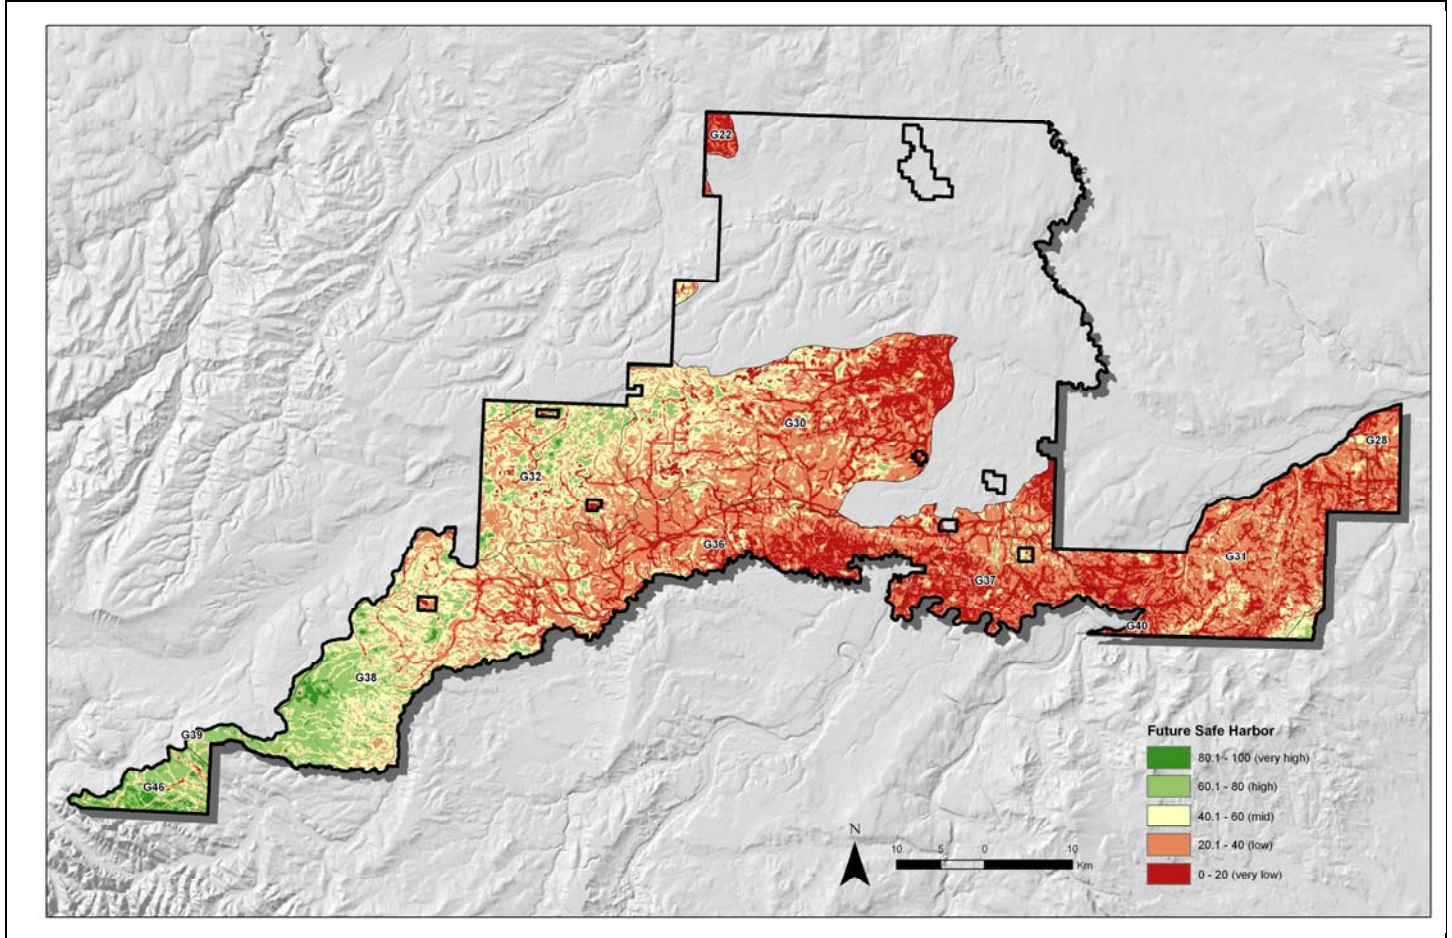 G22
G28
G30
G32
G31
G36
G37
G40
G38
G39
G46
Future Safe Harbor
80.1 - 100 (very high)
60.1 - 80 (high)
40.1 - 60 (mid)
20.1 - 40 (low)
0 - 20 (very low)
N
10 5 0 10
Km